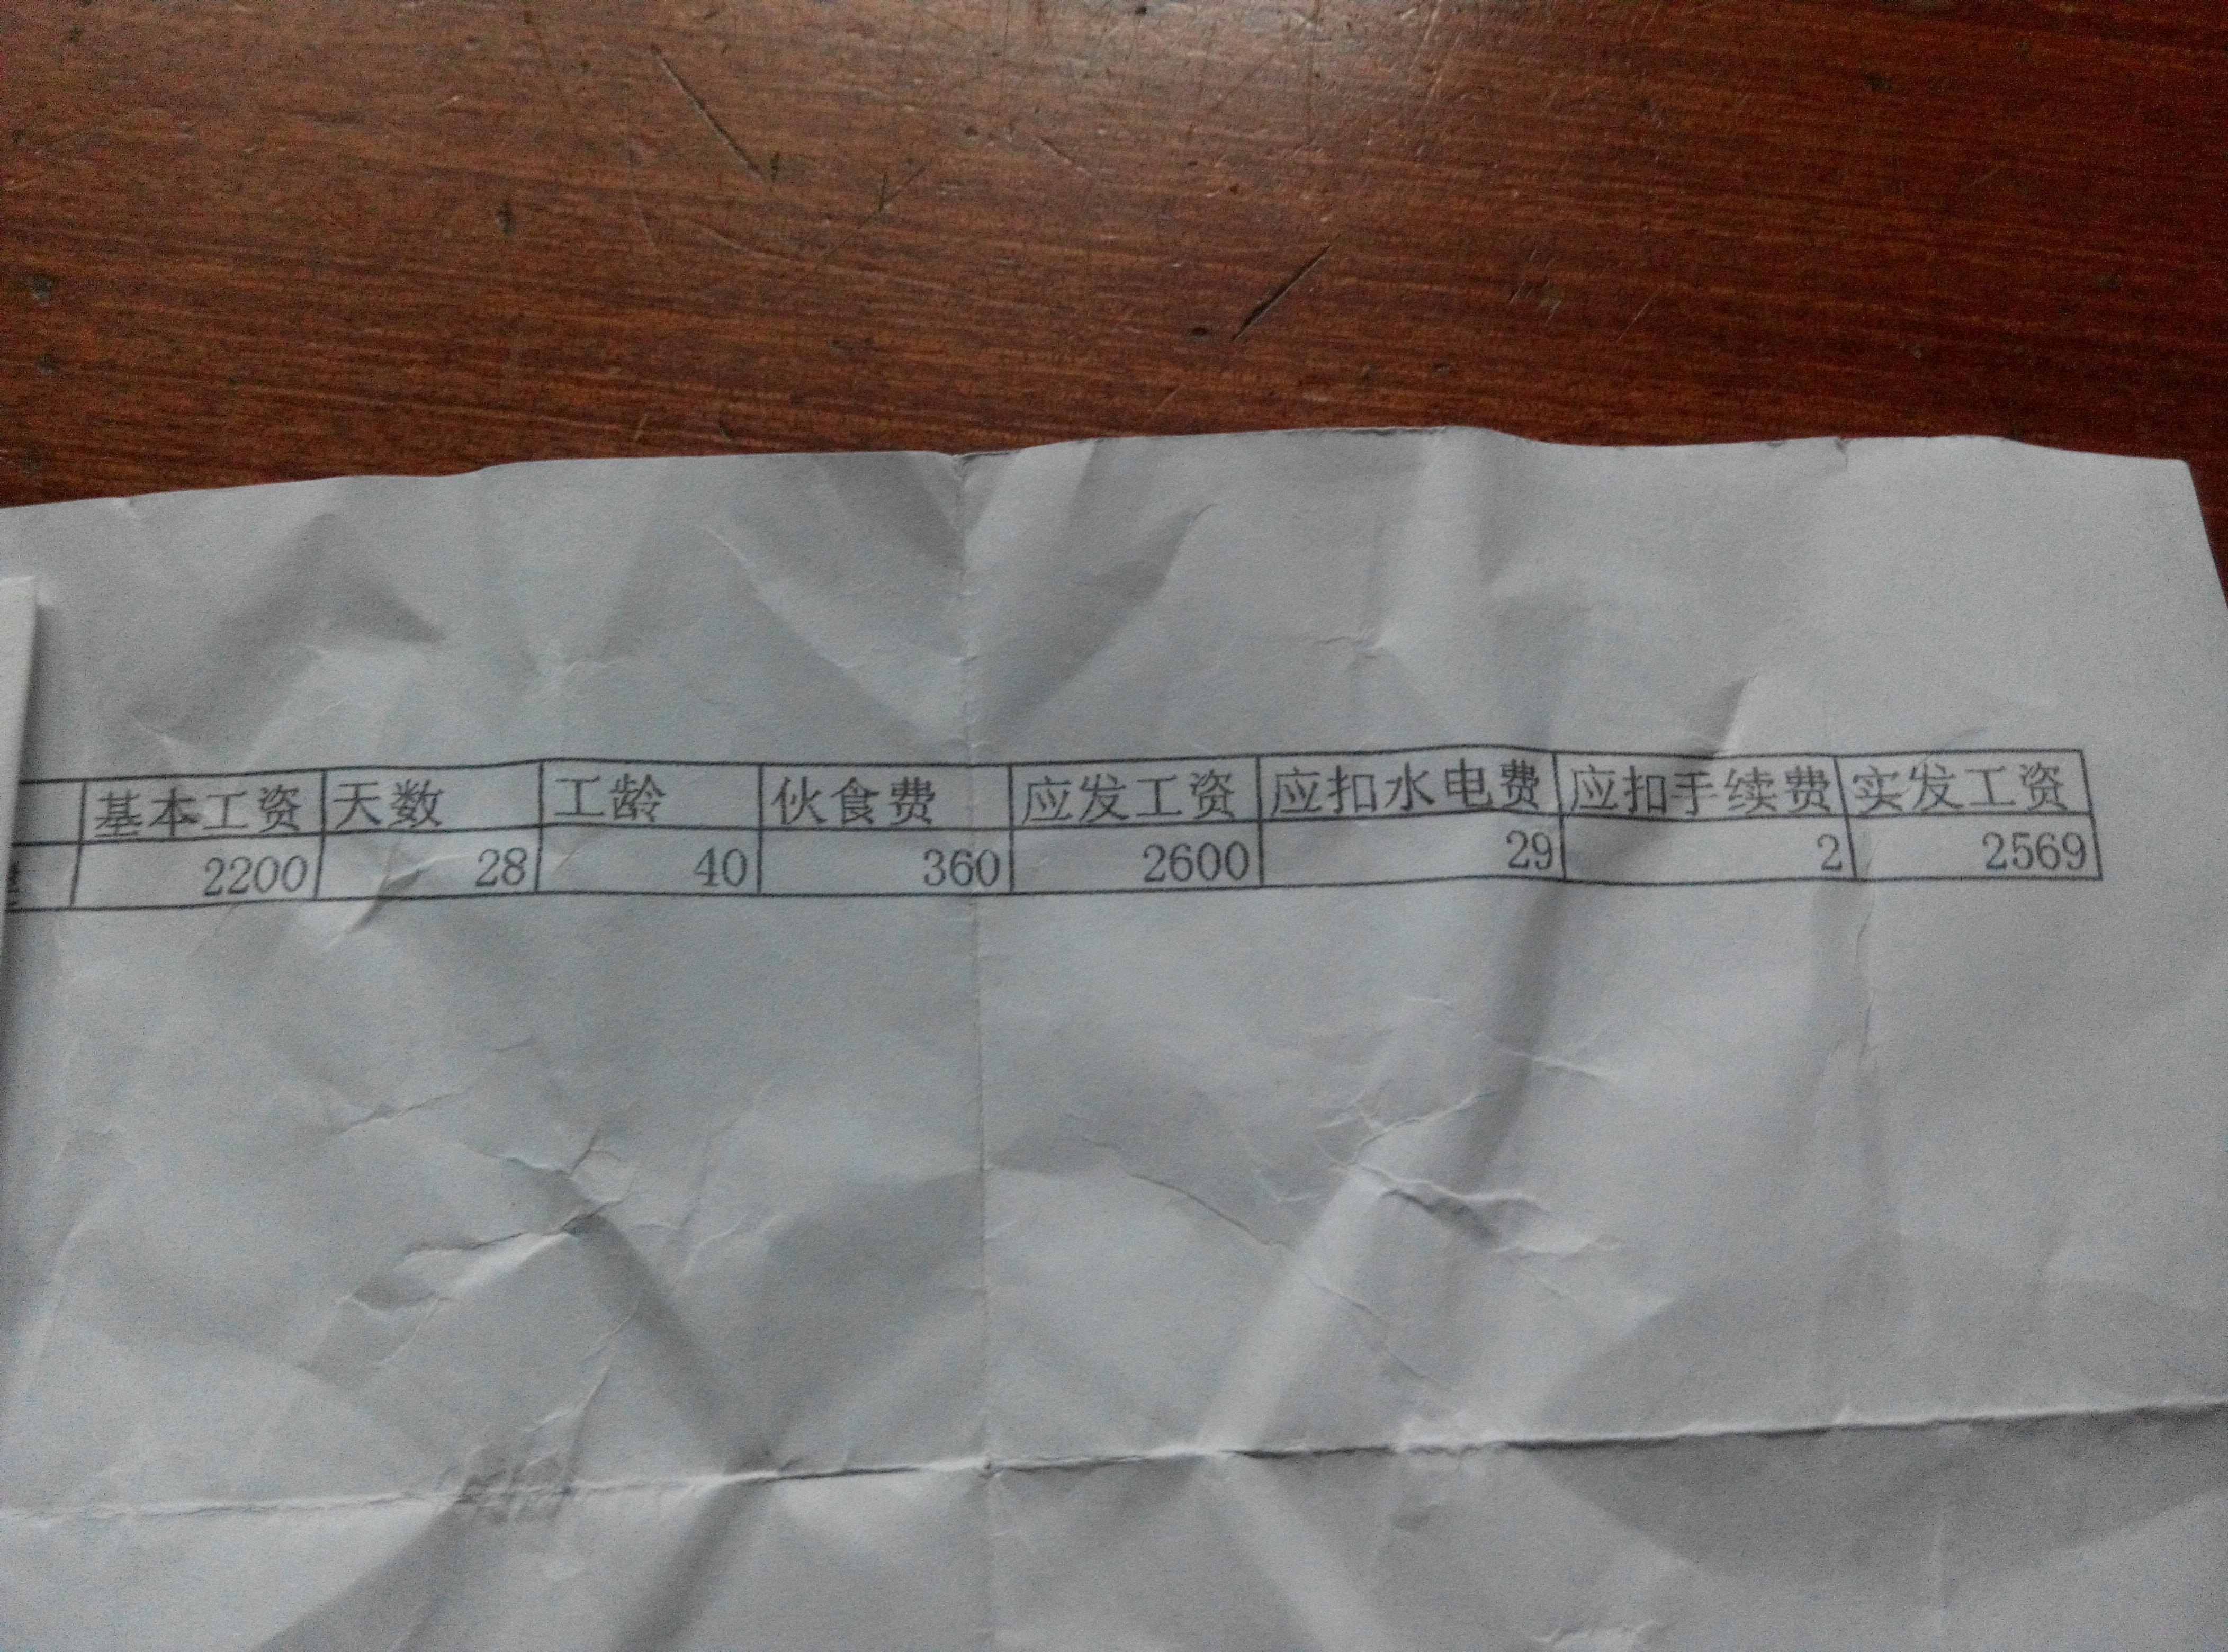 基本工资 天数 工龄 伙食费 应发工资 应扣水电费 应扣手续费 实发工资
2200 28 40 360 2600 29 2 2569